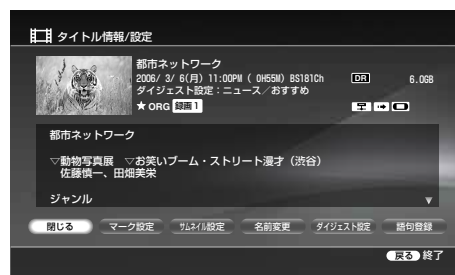 タイトル情報/設定
都市ネットワーク
2006/ 3/ 6(月) 11:00PM ( 0H55M) BS181Ch DR 6.0GB
ダイジェスト設定：ニュース／おすすめ
★ORG 録画1
都市ネットワーク
▽動物写真展 ▽お笑いブーム・ストリート漫才（渋谷）
佐藤慎一、田畑美栄
ジャンル ▼
閉じる マーク設定 サムネイル設定 名前変更 ダイジェスト設定 語句登録
戻る 終了